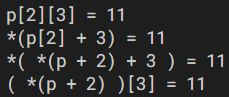 p[2][3] = 11
*(p[2] + 3) = 11
*( *(p + 2) + 3 ) = 11
( *(p + 2) )[3] = 11